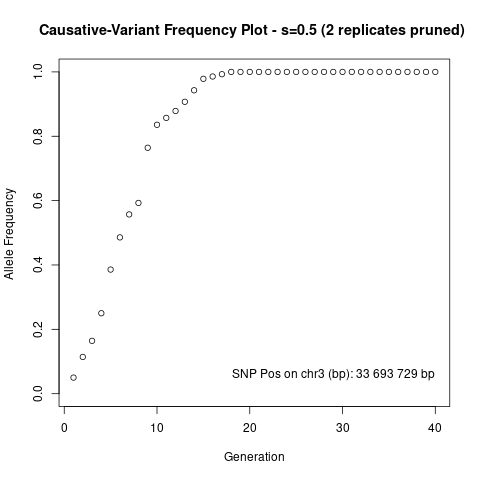 Causative-Variant Frequency Plot - s=0.5 (2 replicates pruned)
Allele Frequency
1.0
0.8
0.6
0.4
0.2
0.0
SNP Pos on chr3 (bp): 33 693 729 bp
0 10 20 30 40
Generation